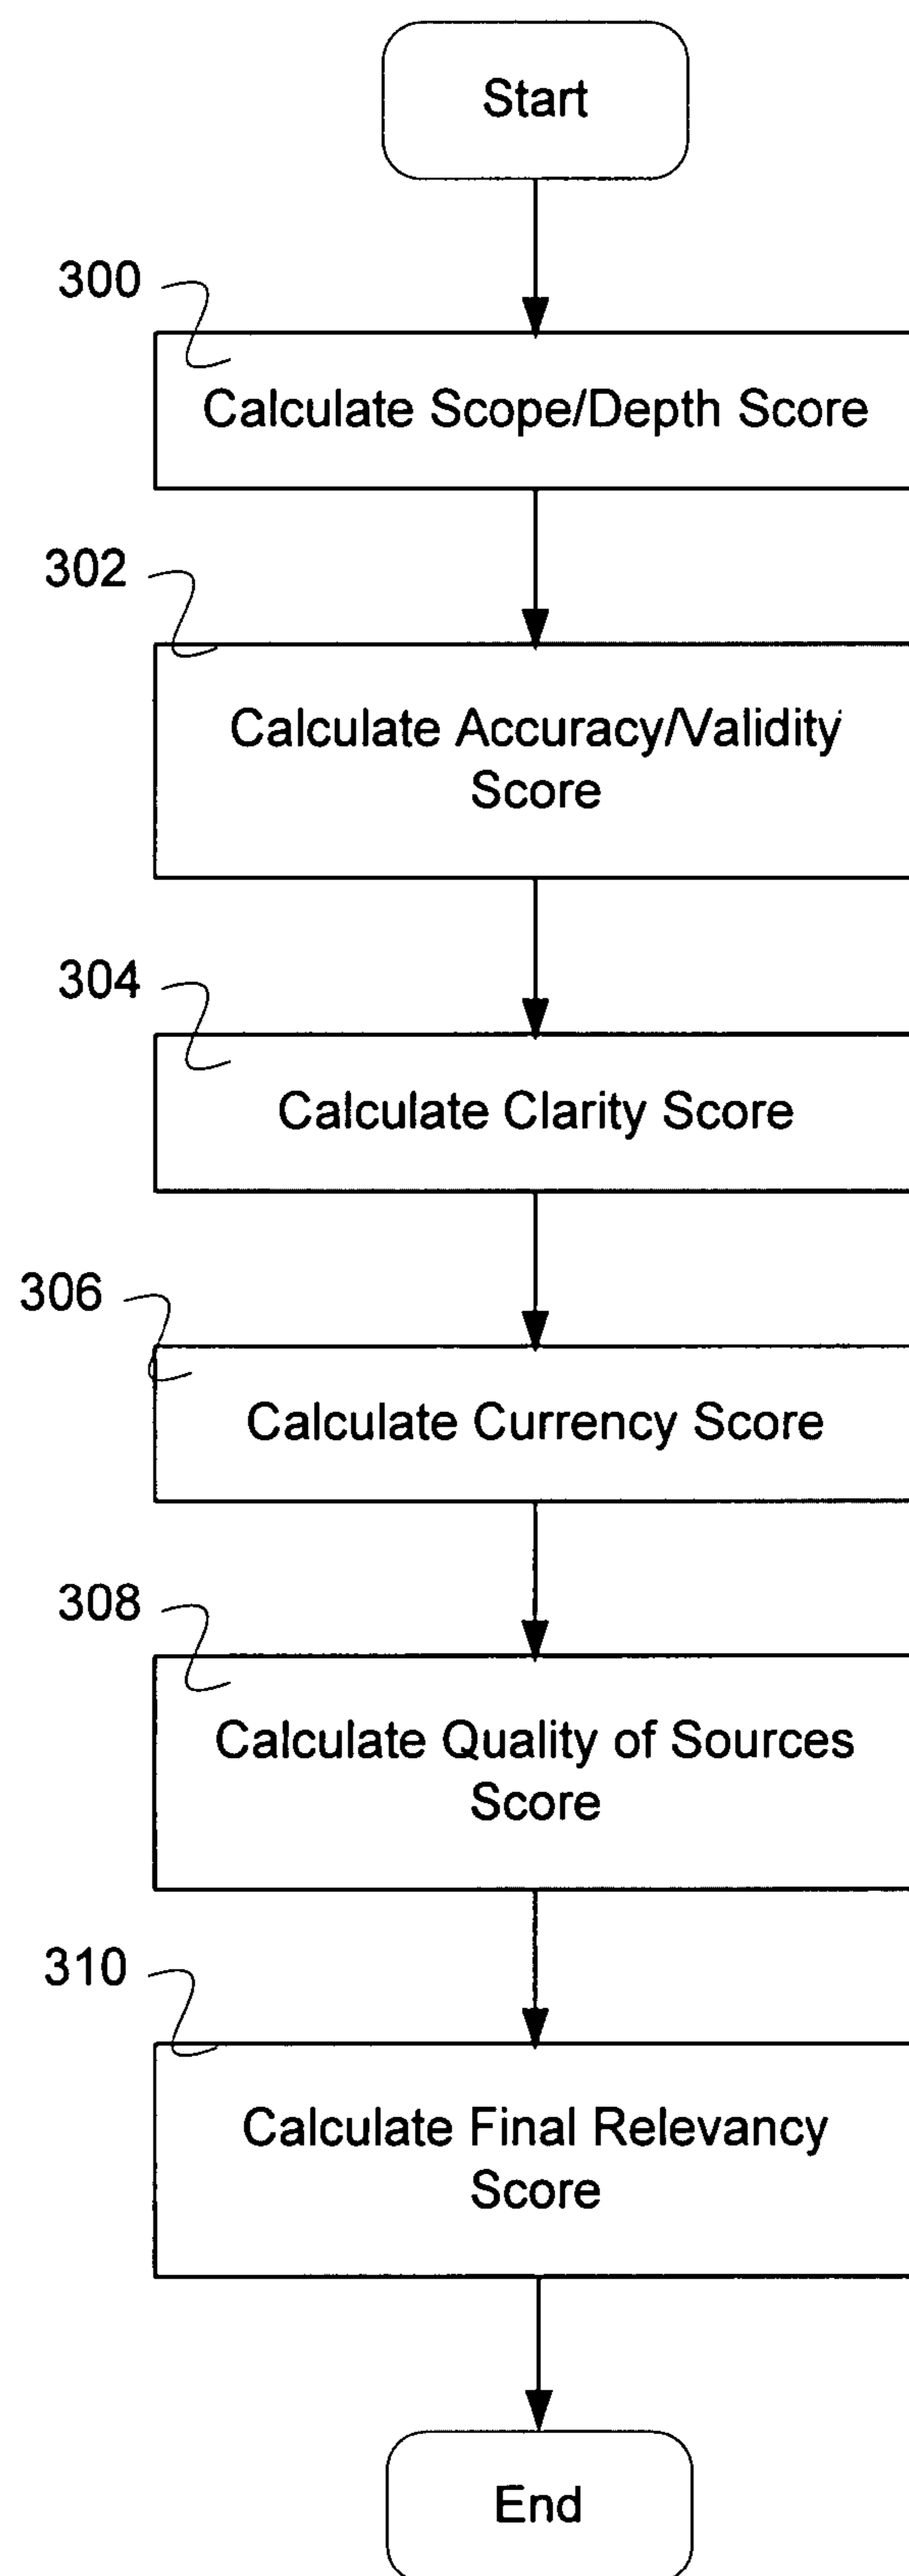 Start
300
Calculate Scope/Depth Score
302
Calculate Accuracy/Validity
Score
304
Calculate Clarity Score
306
Calculate Currency Score
308
Calculate Quality of Sources
Score
310
Calculate Final Relevancy
Score
End